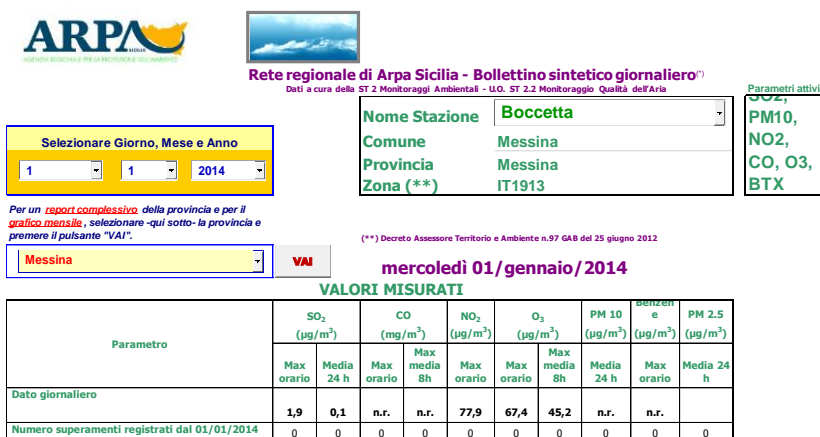 ARPA
SICILIA
AGENZIA REGIONALE PER LA PROTEZIONE DELL'AMBIENTE
Rete regionale di Arpa Sicilia - Bollettino sintetico giornaliero(*)
Dati a cura della ST 2 Monitoraggi Ambientali - U.O. ST 2.2 Monitoraggio Qualità dell'Aria
Parametri attivi
Nome Stazione Boccetta
SO2,
PM10,
Selezionare Giorno, Mese e Anno
Comune Messina
NO2,
1 1 2014
Provincia Messina
CO, O3,
Zona (**) IT1913
BTX
Per un report complessivo della provincia e per il
grafico mensile , selezionare -qui sotto- la provincia e
premere il pulsante "VAI".
(**) Decreto Assessore Territorio e Ambiente n.97 GAB del 25 giugno 2012
Messina VAI
mercoledì 01/gennaio/2014
VALORI MISURATI
Parametro
SO₂ CO NO₂ O₃ PM 10 Benzen
e PM 2.5
(µg/m³) (mg/m³) (µg/m³) (µg/m³) (µg/m³) (µg/m³) (µg/m³)
Max
orario Media
24 h Max
orario Max
media
8h Max
orario Max
orario Max
media
8h Media
24 h Max
orario Media 24
h
Dato giornaliero
1,9 0,1 n.r. n.r. 77,9 67,4 45,2 n.r. n.r.
Numero superamenti registrati dal 01/01/2014 0 0 0 0 0 0 0 0 0 0